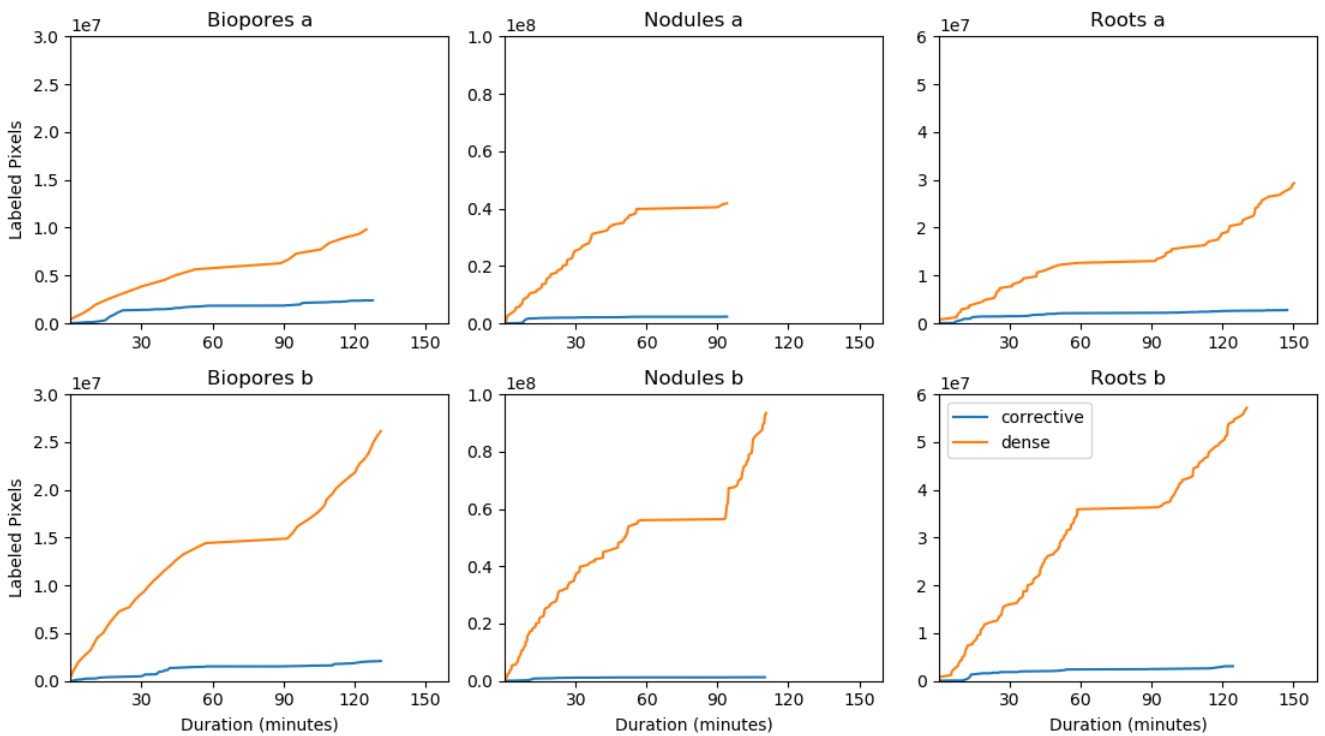 Biopores a
1e7
3.0
2.5
2.0
1.5
1.0
0.5
0.0
Labeled Pixels
30 60 90 120 150
Nodules a
1e8
1.0
0.8
0.6
0.4
0.2
0.0
30 60 90 120 150
Roots a
1e7
6
5
4
3
2
1
0
30 60 90 120 150
Biopores b
1e7
3.0
2.5
2.0
1.5
1.0
0.5
0.0
Labeled Pixels
30 60 90 120 150
Duration (minutes)
Nodules b
1e8
1.0
0.8
0.6
0.4
0.2
0.0
30 60 90 120 150
Duration (minutes)
Roots b
1e7
6
5
4
3
2
1
0
corrective
dense
30 60 90 120 150
Duration (minutes)